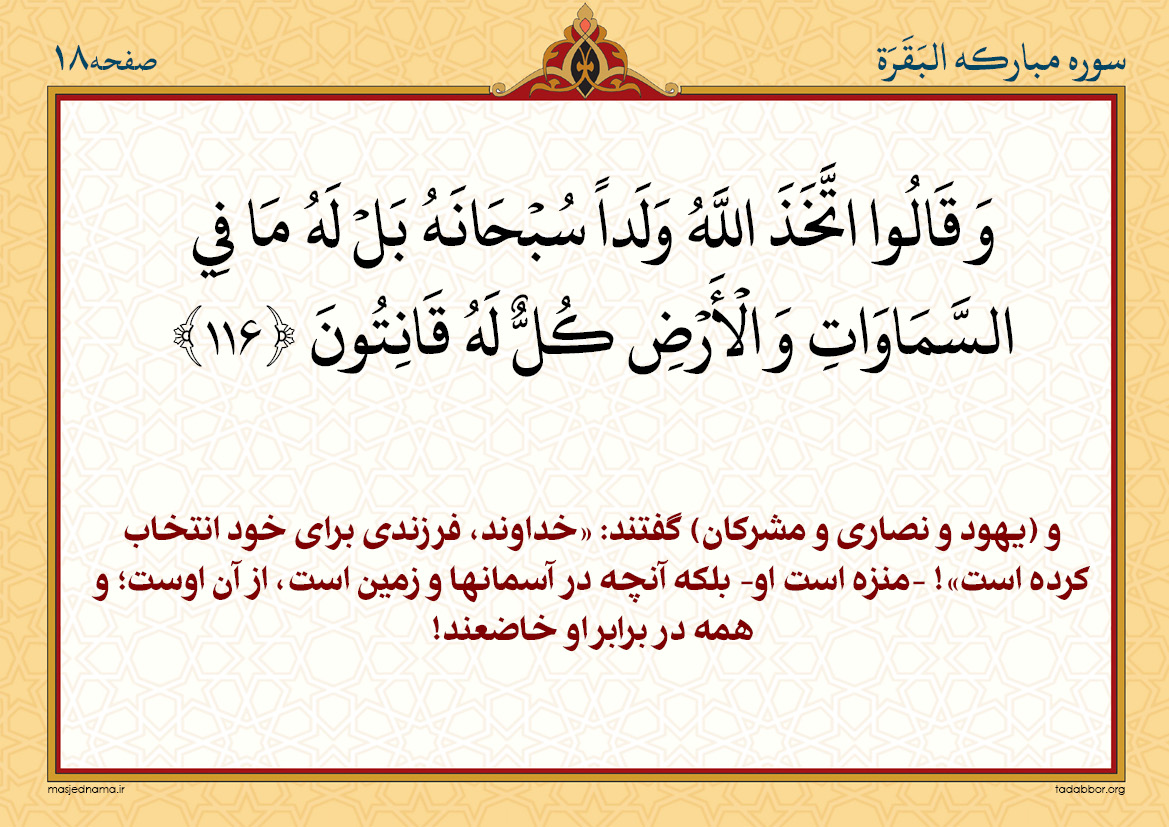 سوره مبارکه البَقَرَة
صفحه۱۸
وَ قَالُوا اتَّخَذَ اللَّهُ وَلَداً سُبْحَانَهُ بَلْ لَهُ مَا فِي
السَّمَاوَاتِ وَ الْأَرْضِ كُلٌّ لَهُ قَانِتُونَ ﴿۱۱۶﴾
و (یهود و نصاری و مشرکان) گفتند: «خداوند، فرزندی برای خود انتخاب
کرده است»! -منزه است او- بلکه آنچه در آسمانها و زمین است، از آن اوست؛ و
همه در برابر او خاضعند!
masjednama.ir
tadabbor.org